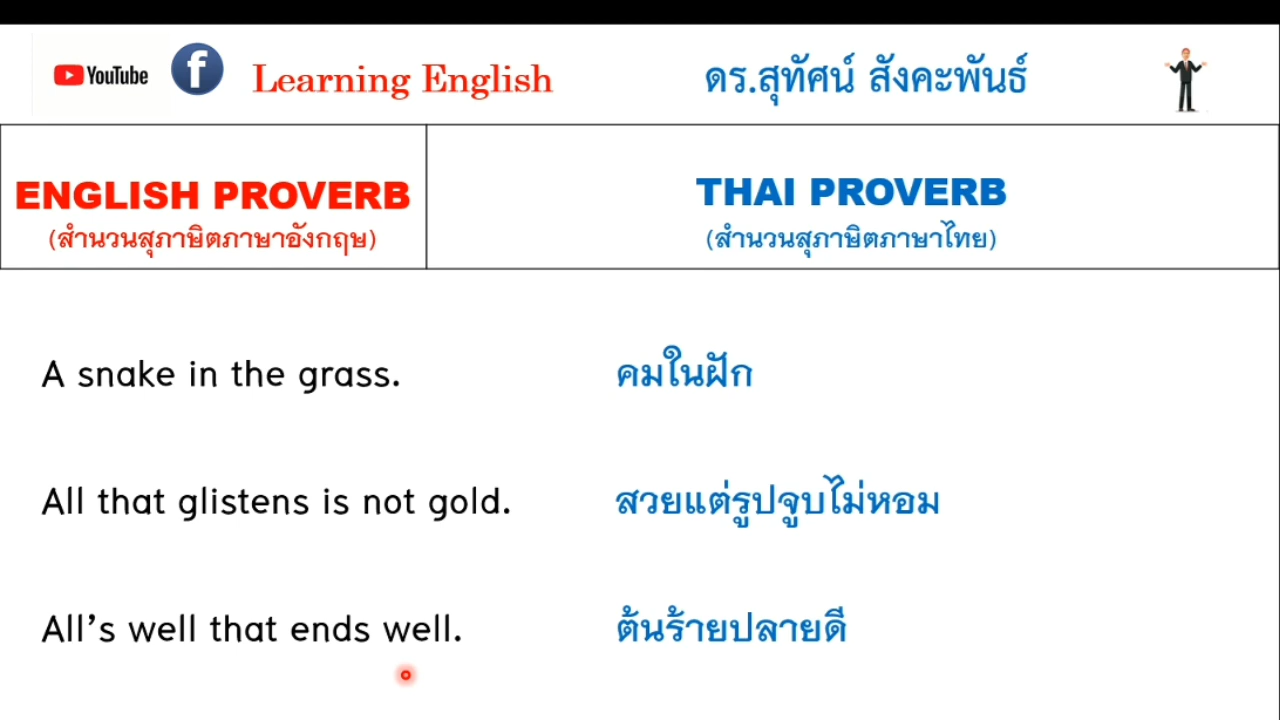 YouTube f Learning English ดร.สุทัศน์ สังคะพันธ์
ENGLISH PROVERB THAI PROVERB
(สำนวนสุภาษิตภาษาอังกฤษ) (สำนวนสุภาษิตภาษาไทย)
A snake in the grass. คมในฝัก
All that glistens is not gold. สวยแต่รูปจูบไม่หอม
All’s well that ends well. ต้นร้ายปลายดี